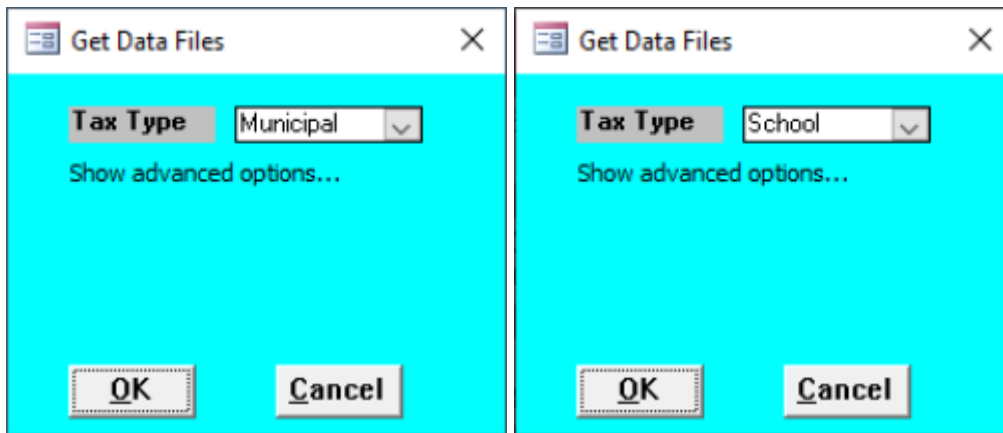 Get Data Files
Tax Type Municipal
Show advanced options...
OK Cancel
Get Data Files
Tax Type School
Show advanced options...
OK Cancel